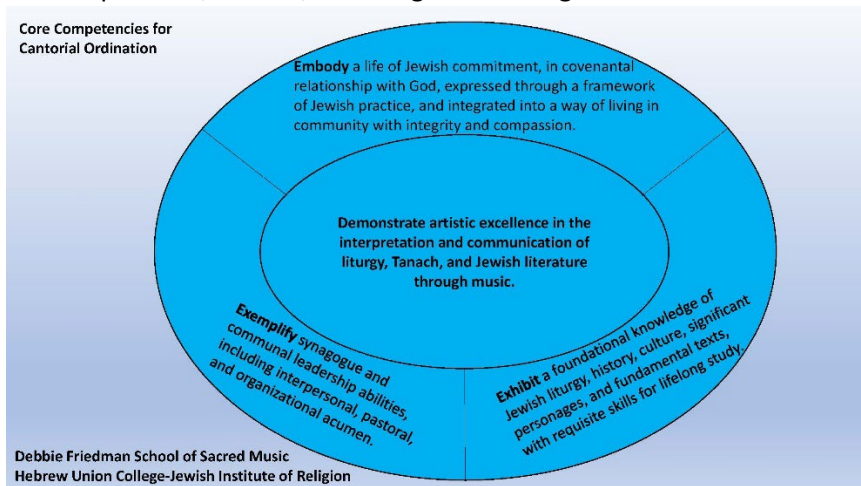 Core Competencies for
Cantorial Ordination
Embody a life of Jewish commitment, in covenantal
relationship with God, expressed through a framework
of Jewish practice, and integrated into a way of living in
community with integrity and compassion.
Demonstrate artistic excellence in the
interpretation and communication of
liturgy, Tanach, and Jewish literature
through music.
Exemplify synagogue and
communal leadership abilities,
including interpersonal, pastoral,
and organizational acumen.
Exhibit a foundational knowledge of
Jewish liturgy, history, culture, significant
personages, and fundamental texts,
with requisite skills for lifelong study.
Debbie Friedman School of Sacred Music
Hebrew Union College-Jewish Institute of Religion